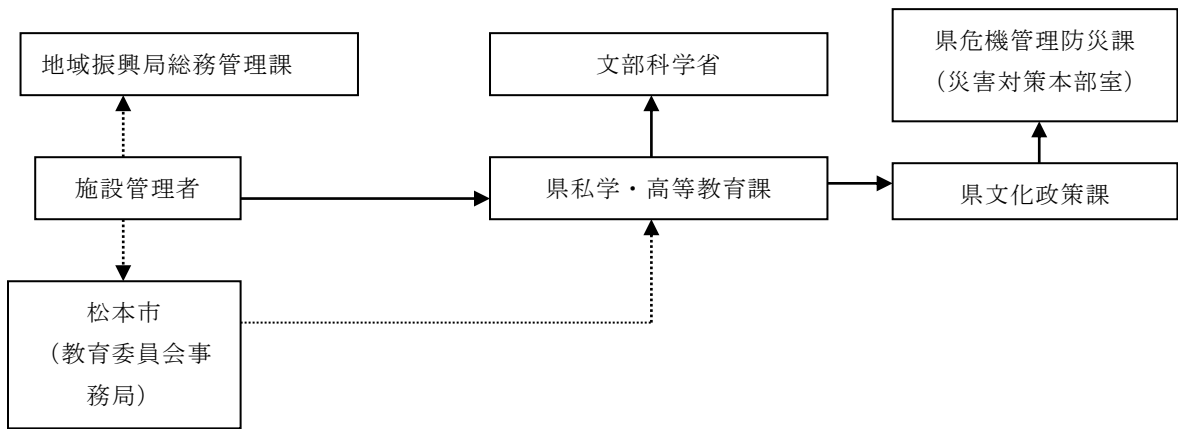 県危機管理防災課
（災害対策本部室）
地域振興局総務管理課
文部科学省
施設管理者
県私学・高等教育課
県文化政策課
松本市
（教育委員会事
務局）